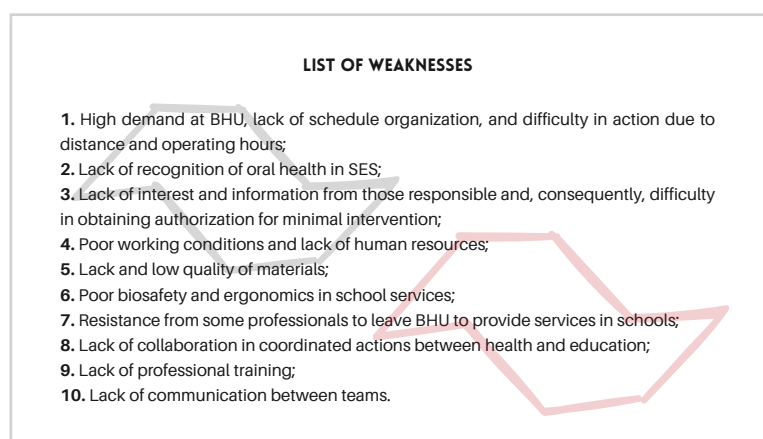 LIST OF WEAKNESSES
1. High demand at BHU, lack of schedule organization, and difficulty in action due to
distance and operating hours;
2. Lack of recognition of oral health in SES;
3. Lack of interest and information from those responsible and, consequently, difficulty
in obtaining authorization for minimal intervention;
4. Poor working conditions and lack of human resources;
5. Lack and low quality of materials;
6. Poor biosafety and ergonomics in school services;
7. Resistance from some professionals to leave BHU to provide services in schools;
8. Lack of collaboration in coordinated actions between health and education;
9. Lack of professional training;
10. Lack of communication between teams.